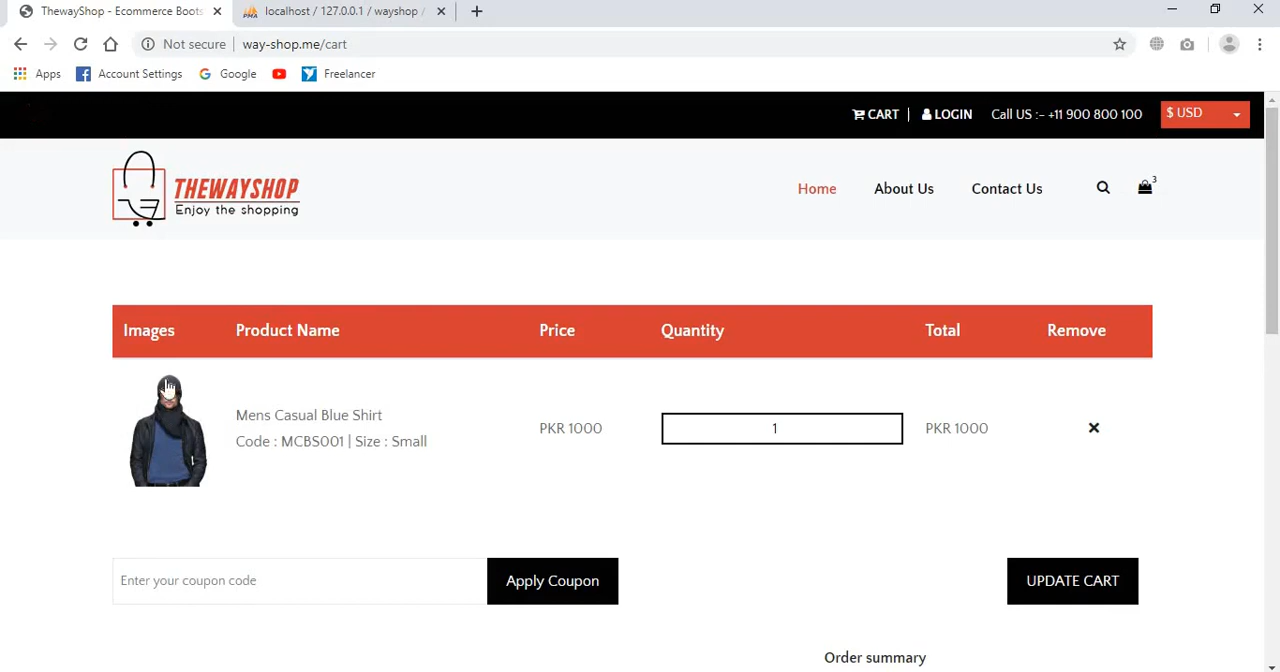 ThewayShop - Ecommerce Boots
localhost / 127.0.0.1 / wayshop /
Not secure way-shop.me/cart
Apps Account Settings Google Freelancer
CART | LOGIN Call US :- +11 900 800 100 $ USD
THEWAYSHOP
Enjoy the shopping
Home About Us Contact Us 3
Images Product Name Price Quantity Total Remove
Mens Casual Blue Shirt
Code : MCBS001 | Size : Small
PKR 1000 1 PKR 1000
Enter your coupon code Apply Coupon UPDATE CART
Order summary